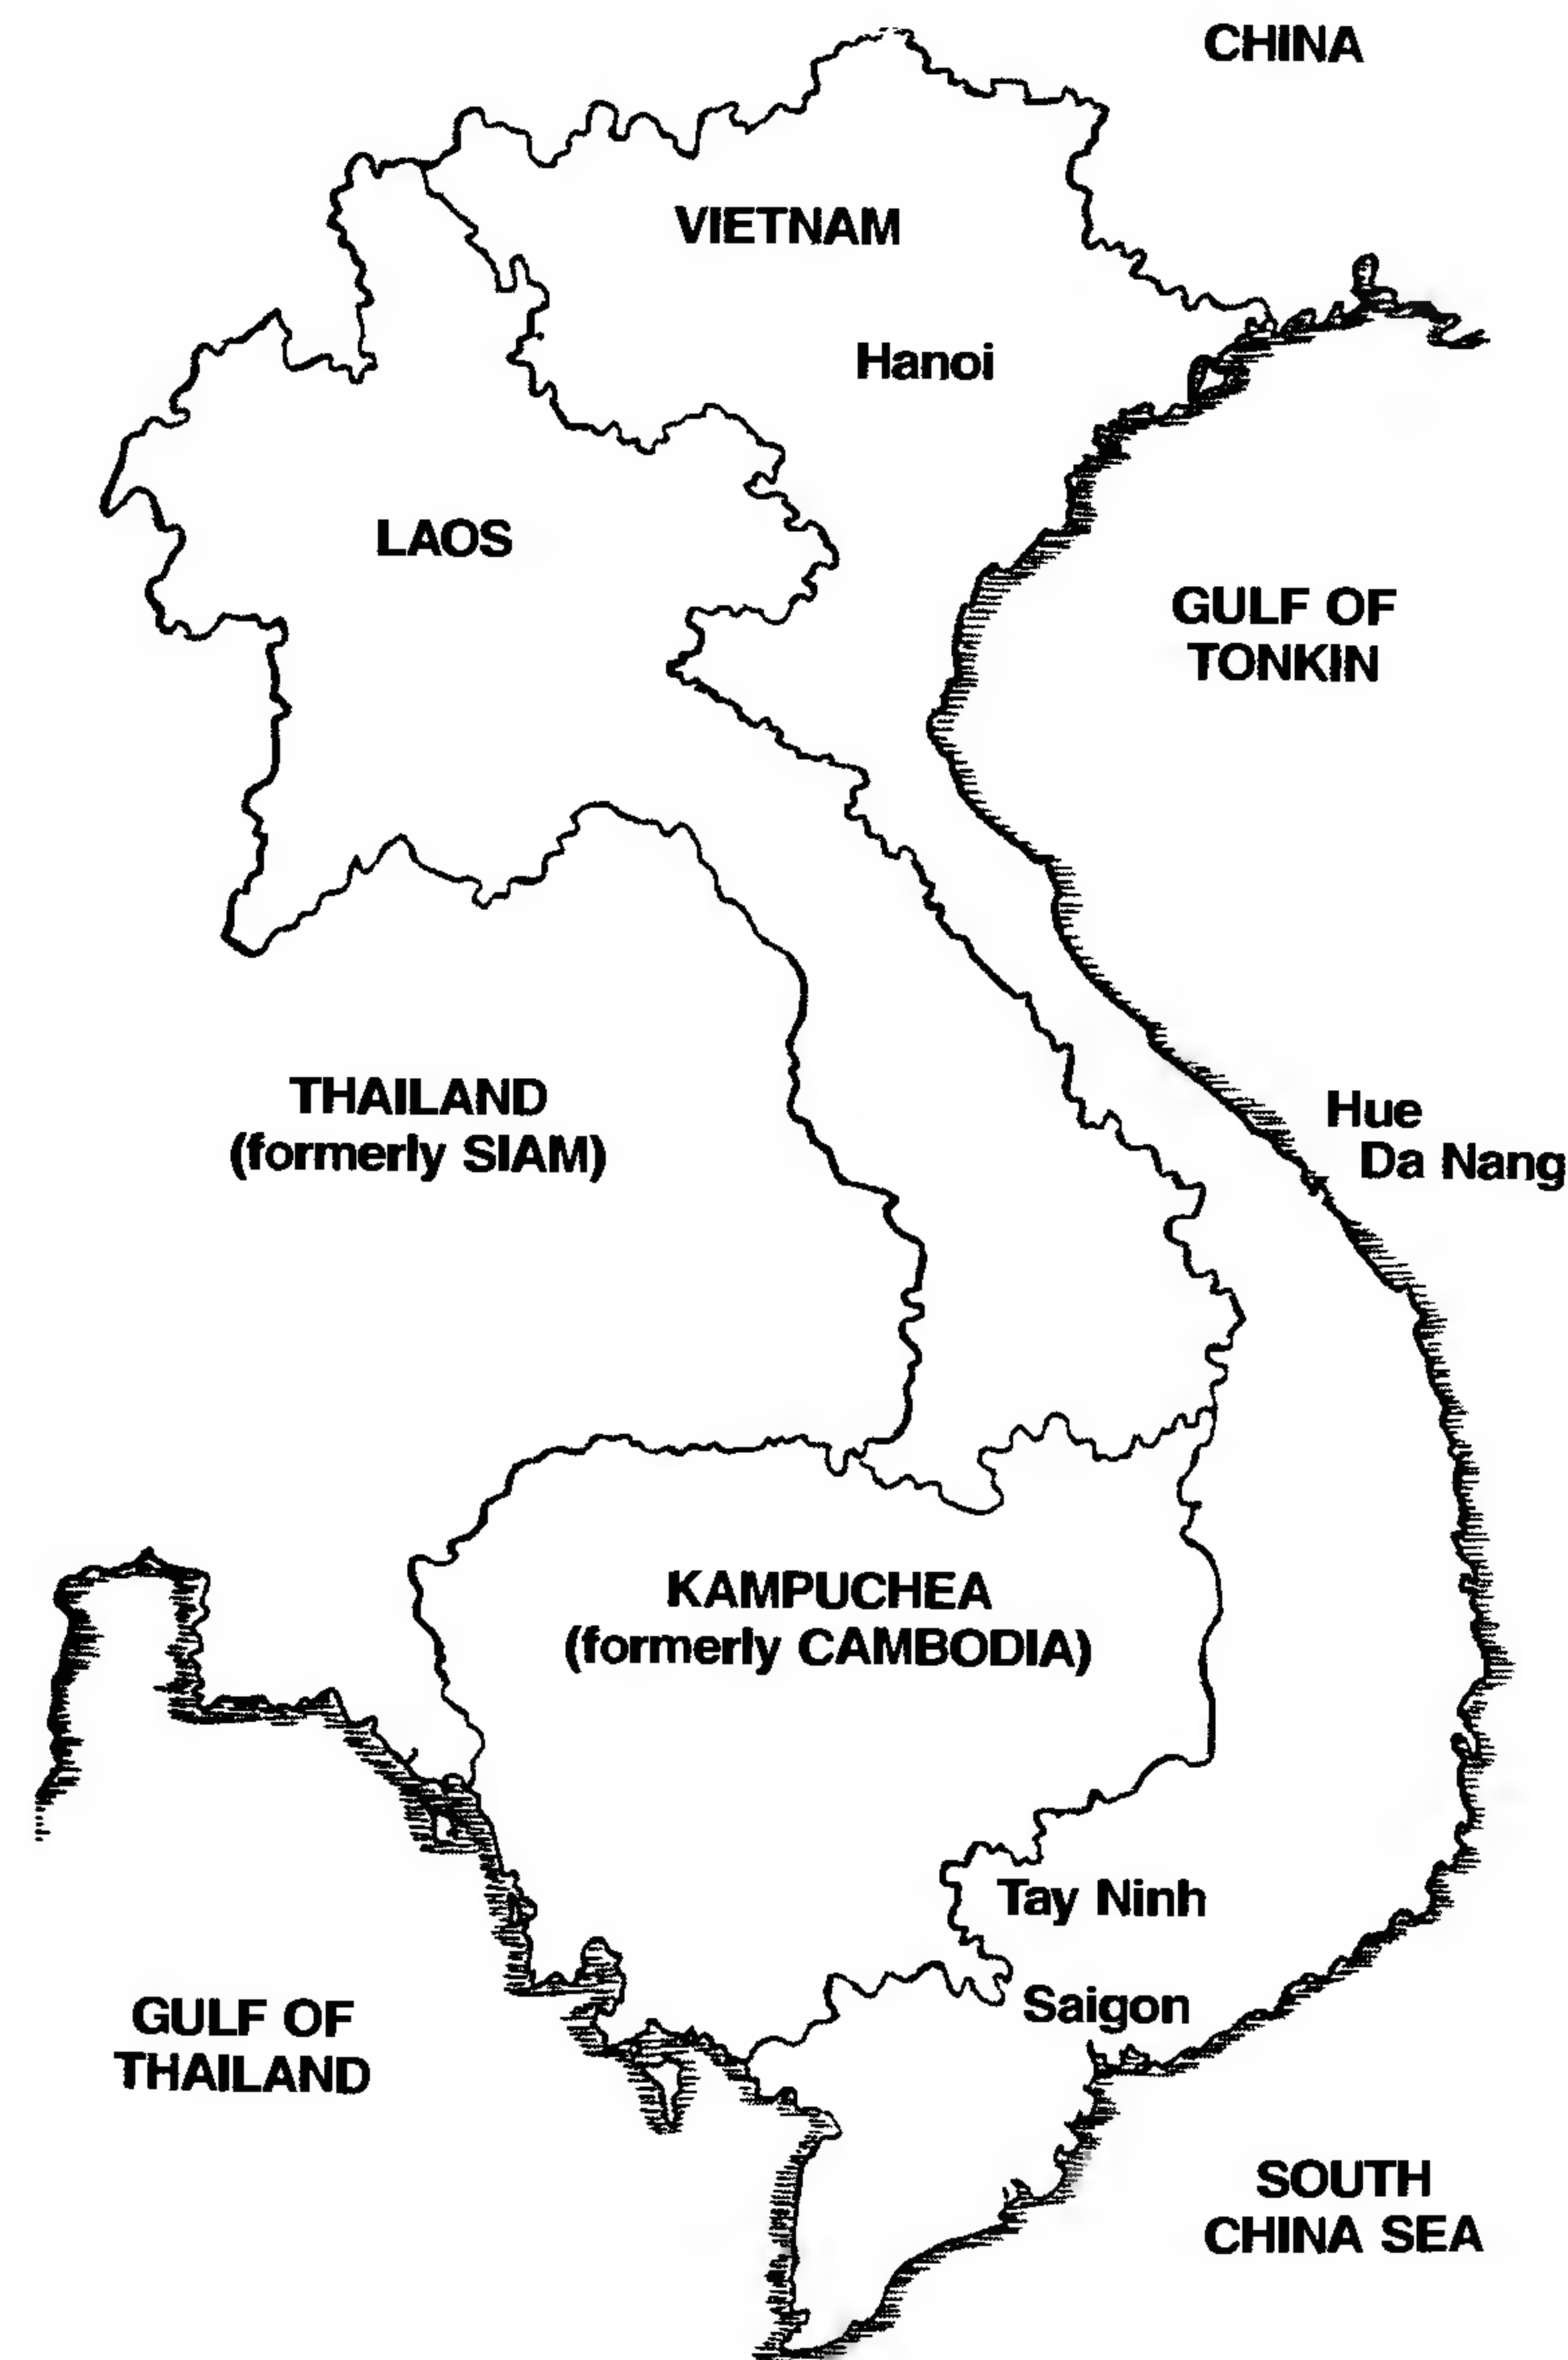 CHINA
VIETNAM
Hanoi
LAOS
GULF OF
TONKIN
THAILAND
(formerly SIAM)
Hue
Da Nang
KAMPUCHEA
(formerly CAMBODIA)
Tay Ninh
Saigon
GULF OF
THAILAND
SOUTH
CHINA SEA